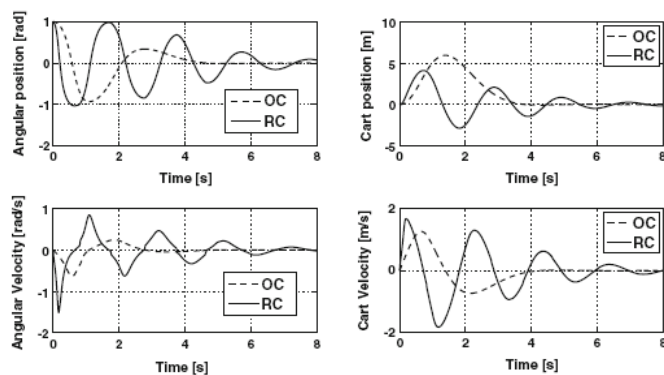 Angular position [rad]
1
0
-1
-2
OC
RC
0
2
4
6
8
Time [s]
Cart position [m]
10
5
0
-5
OC
RC
0
2
4
6
8
Time [s]
Angular Velocity [rad/s]
1
0
-1
-2
OC
RC
0
2
4
6
8
Time [s]
Cart Velocity [m/s]
2
0
-2
OC
RC
0
2
4
6
8
Time [s]